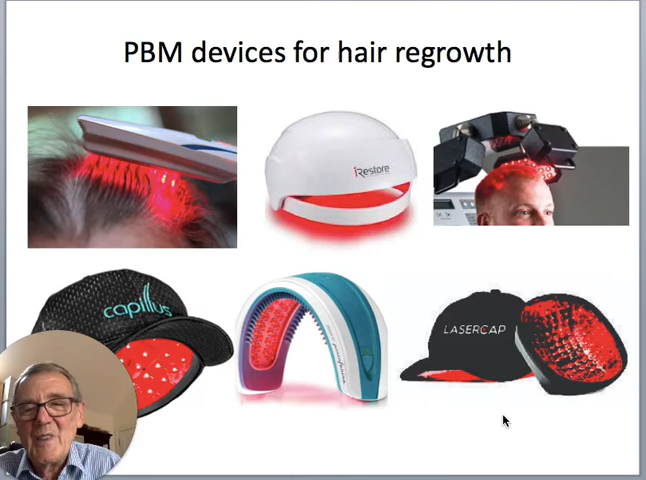 PBM devices for hair regrowth
iRestore
capillus
LASERCAP